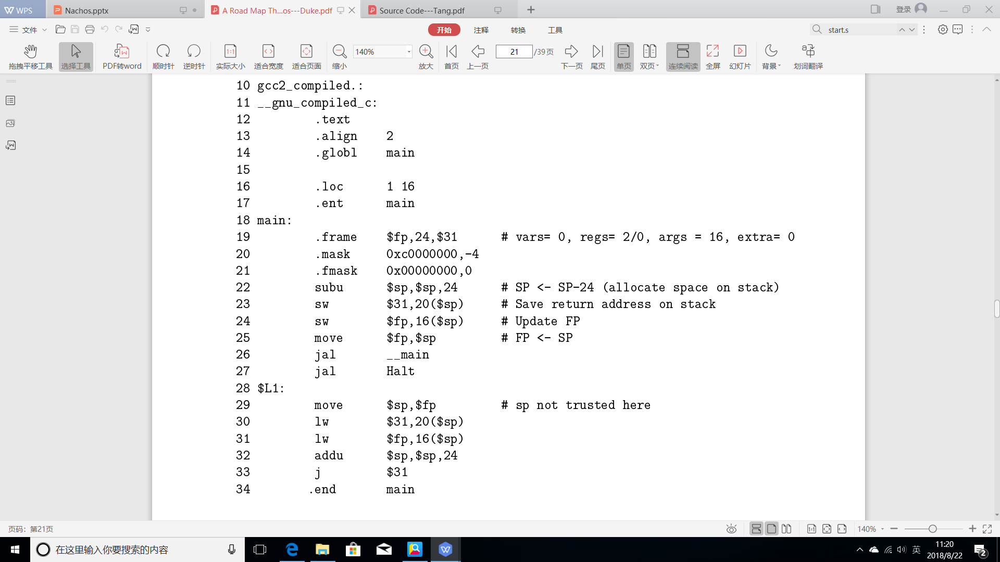 WPS
Nachos.pptx
A Road Map Th...os---Duke.pdf
Source Code---Tang.pdf
登录
文件
开始
注释
转换
工具
start.s
拖拽平移工具
选择工具
PDF转word
顺时针
逆时针
实际大小
适合宽度
适合页面
缩小
140%
放大
首页
上一页
21
/39页
下一页
尾页
单页
双页
连续阅读
全屏
幻灯片
背景
划词翻译
10 gcc2_compiled.:
11 __gnu_compiled_c:
12 .text
13 .align 2
14 .globl main
15
16 .loc 1 16
17 .ent main
18 main:
19 .frame $fp,24,$31 # vars= 0, regs= 2/0, args = 16, extra= 0
20 .mask 0xc0000000,-4
21 .fmask 0x00000000,0
22 subu $sp,$sp,24 # SP <- SP-24 (allocate space on stack)
23 sw $31,20($sp) # Save return address on stack
24 sw $fp,16($sp) # Update FP
25 move $fp,$sp # FP <- SP
26 jal __main
27 jal Halt
28 $L1:
29 move $sp,$fp # sp not trusted here
30 lw $31,20($sp)
31 lw $fp,16($sp)
32 addu $sp,$sp,24
33 j $31
34 .end main
页码: 第21页
140%
在这里输入你要搜索的内容
英
11:20
2018/8/22
2